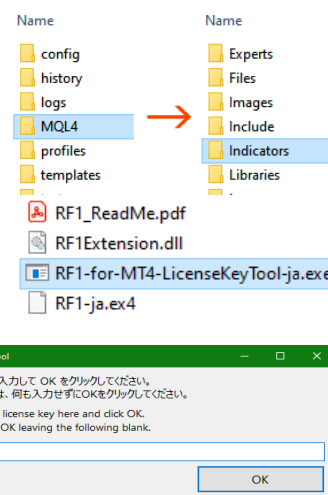 Name
config
history
logs
MQL4
profiles
templates
Name
Experts
Files
Images
Include
Indicators
Libraries
RF1_ReadMe.pdf
RF1Extension.dll
RF1-for-MT4-LicenseKeyTool-ja.exe
RF1-ja.ex4
ol
入力して OK をクリックしてください。
は、何も入力せずにOKをクリックしてください。
license key here and click OK.
OK leaving the following blank.
OK